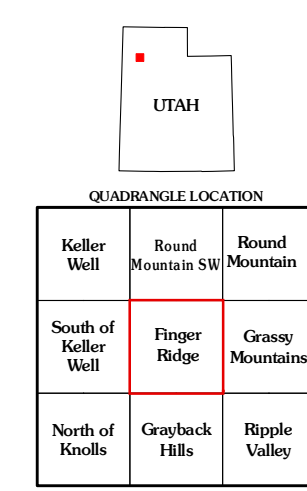 UTAH
QUADRANGLE LOCATION
Keller
Well
Round
Mountain SW
Round
Mountain
South of
Keller
Well
Finger
Ridge
Grassy
Mountains
North of
Knolls
Grayback
Hills
Ripple
Valley